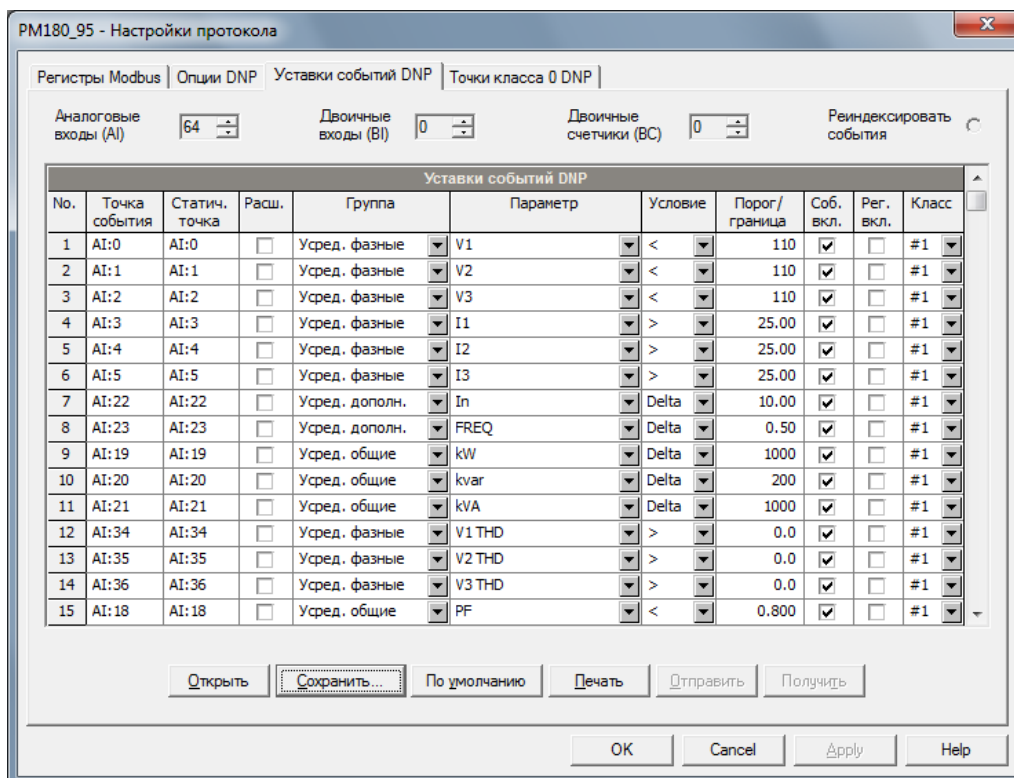 PM180_95 - Настройки протокола
Регистры Modbus Опции DNP Уставки событий DNP Точки класса 0 DNP
Аналоговые входы (AI) 64 Двоичные входы (BI) 0 Двоичные счетчики (BC) 0 Реиндексировать события
Уставки событий DNP
No. Точка события Статич. точка Расш. Группа Параметр Условие Порог/граница Соб. вкл. Рег. вкл. Класс
1 AI:0 AI:0 Усред. фазные V1 < 110 #1
2 AI:1 AI:1 Усред. фазные V2 < 110 #1
3 AI:2 AI:2 Усред. фазные V3 < 110 #1
4 AI:3 AI:3 Усред. фазные I1 > 25.00 #1
5 AI:4 AI:4 Усред. фазные I2 > 25.00 #1
6 AI:5 AI:5 Усред. фазные I3 > 25.00 #1
7 AI:22 AI:22 Усред. дополн. In Delta 10.00 #1
8 AI:23 AI:23 Усред. дополн. FREQ Delta 0.50 #1
9 AI:19 AI:19 Усред. общие kW Delta 1000 #1
10 AI:20 AI:20 Усред. общие kvar Delta 200 #1
11 AI:21 AI:21 Усред. общие kVA Delta 1000 #1
12 AI:34 AI:34 Усред. фазные V1 THD > 0.0 #1
13 AI:35 AI:35 Усред. фазные V2 THD > 0.0 #1
14 AI:36 AI:36 Усред. фазные V3 THD > 0.0 #1
15 AI:18 AI:18 Усред. общие PF < 0.800 #1
Открыть Сохранить... По умолчанию Печать Отправить Получить
OK Cancel Apply Help